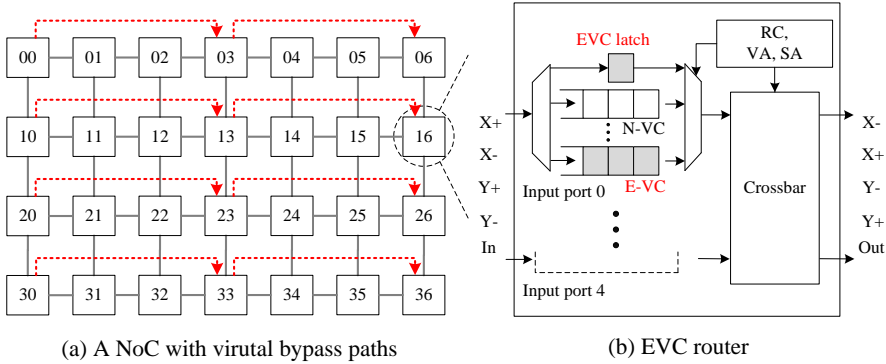 00 01 02 03 04 05 06
10 11 12 13 14 15 16
20 21 22 23 24 25 26
30 31 32 33 34 35 36
(a) A NoC with virutal bypass paths
EVC latch
RC,
VA, SA
N-VC
E-VC
Input port 0
Input port 4
X+
X-
Y+
Y-
In
Crossbar
X-
X+
Y-
Y+
Out
(b) EVC router